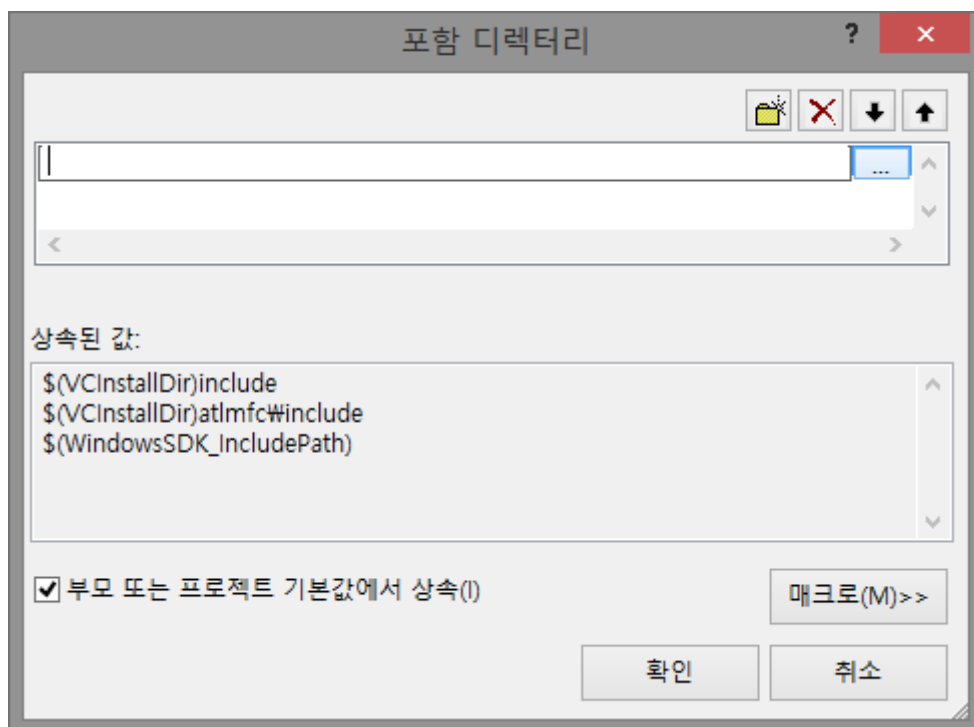 포함 디렉터리
?
...
상속된 값:
$(VCInstallDir)include
$(VCInstallDir)atlmfc₩include
$(WindowsSDK_IncludePath)
부모 또는 프로젝트 기본값에서 상속(I)
매크로(M)>>
확인
취소